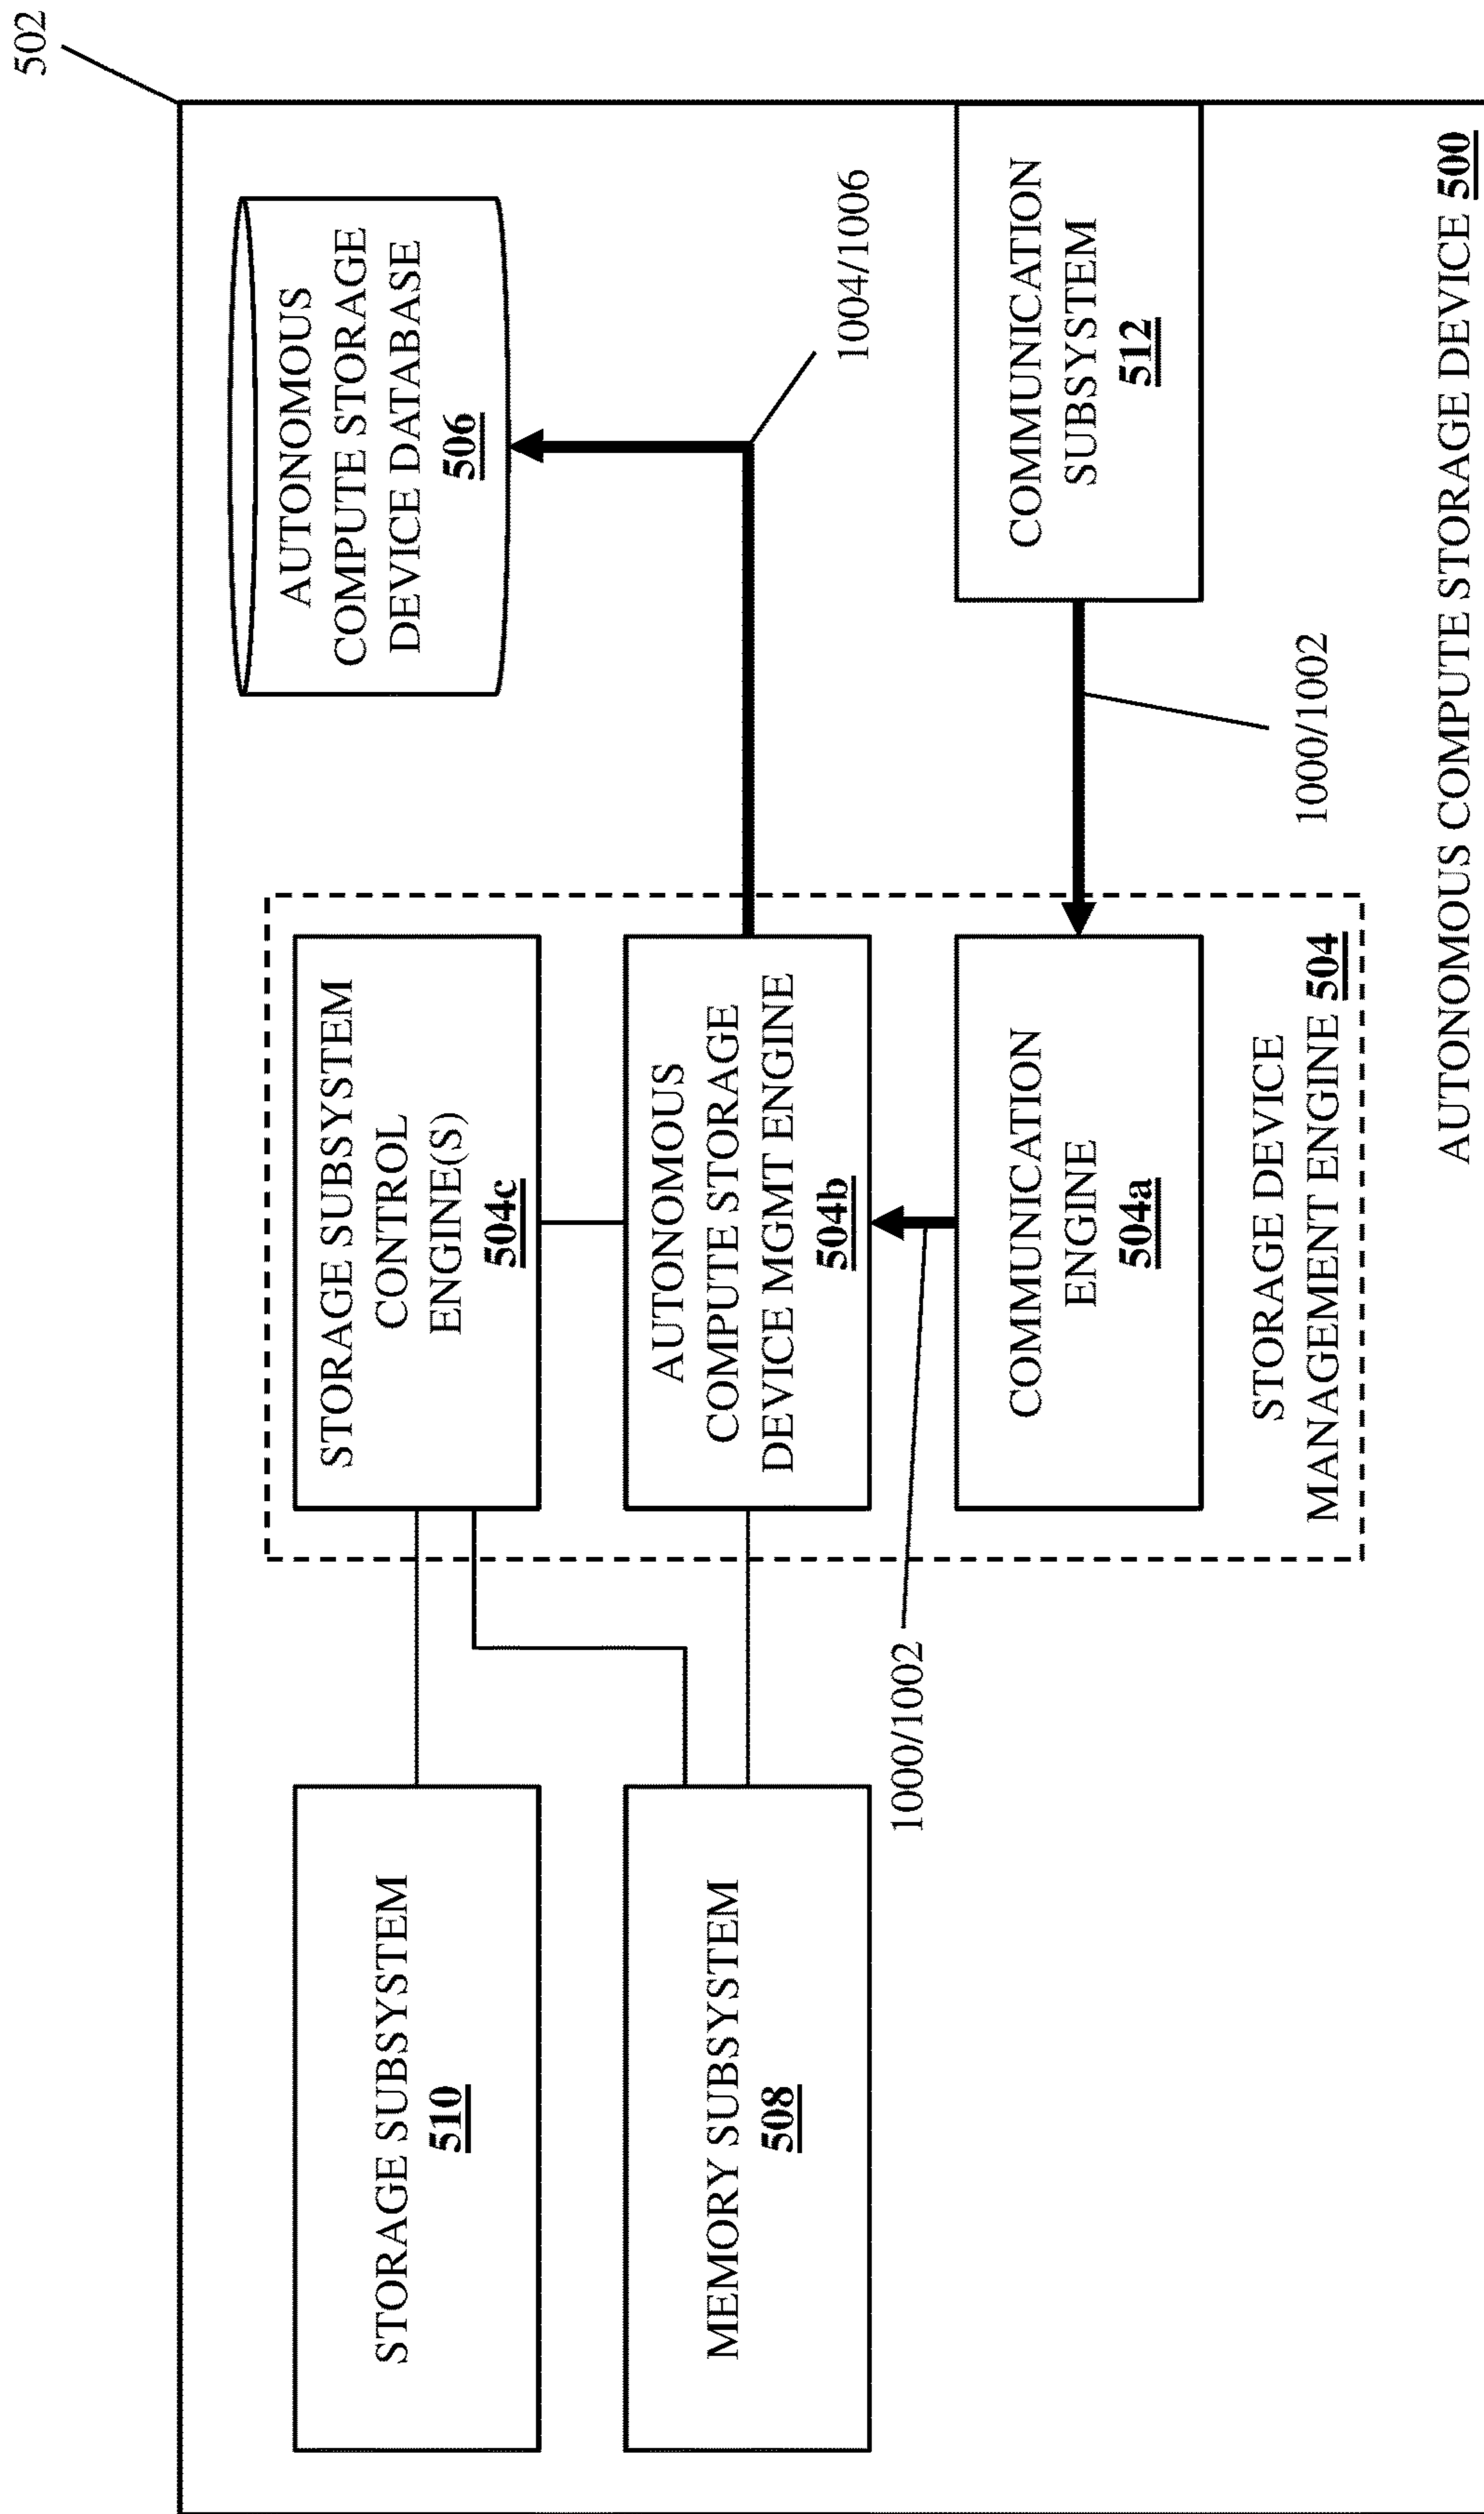 502
STORAGE SUBSYSTEM
510
STORAGE SUBSYSTEM
CONTROL
ENGINE(S)
504c
AUTONOMOUS
COMPUTE STORAGE
DEVICE DATABASE
506
MEMORY SUBSYSTEM
508
AUTONOMOUS
COMPUTE STORAGE
DEVICE MGMT ENGINE
504b
1004/1006
1000/1002
COMMUNICATION
ENGINE
504a
COMMUNICATION
SUBSYSTEM
512
STORAGE DEVICE
MANAGEMENT ENGINE 504
1000/1002
AUTONOMOUS COMPUTE STORAGE DEVICE 500